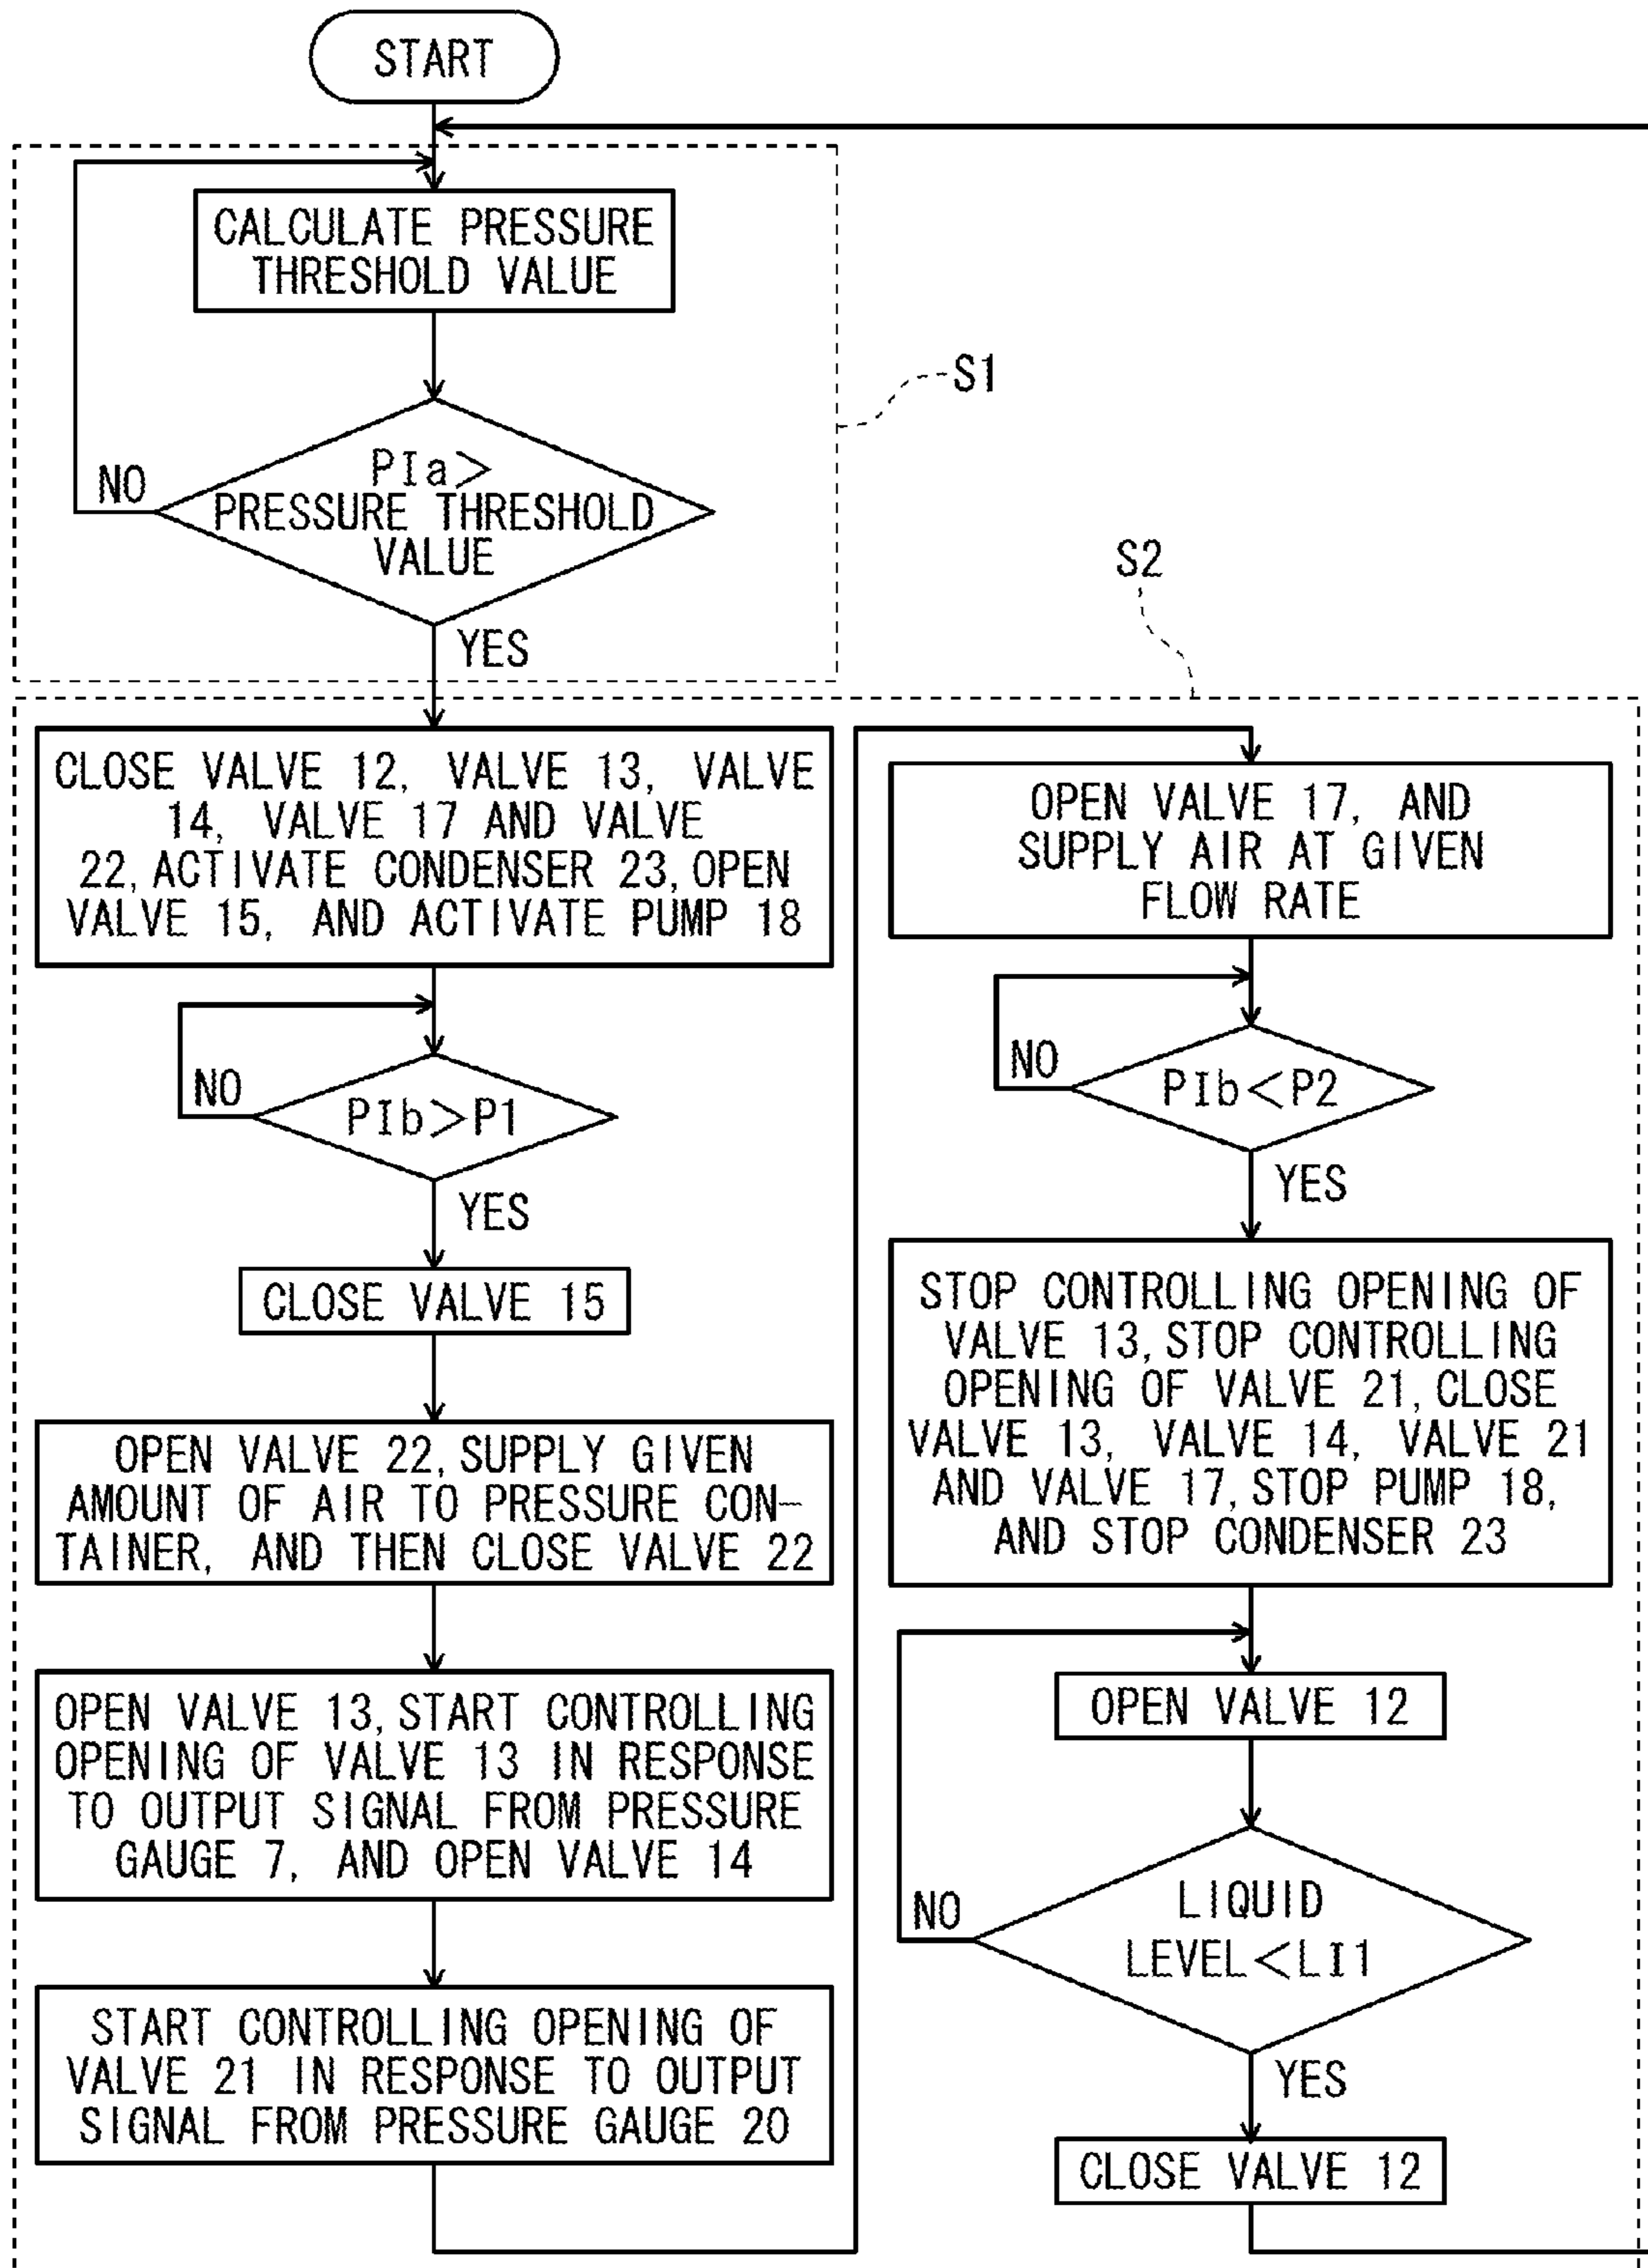 START
CALCULATE PRESSURE
THRESHOLD VALUE
S1
PIa>
PRESSURE THRESHOLD
VALUE
NO
YES
S2
CLOSE VALVE 12, VALVE 13, VALVE
14, VALVE 17 AND VALVE
22, ACTIVATE CONDENSER 23, OPEN
VALVE 15, AND ACTIVATE PUMP 18
NO
PIb>P1
YES
CLOSE VALVE 15
OPEN VALVE 22, SUPPLY GIVEN
AMOUNT OF AIR TO PRESSURE CON-
TAINER, AND THEN CLOSE VALVE 22
OPEN VALVE 13, START CONTROLLING
OPENING OF VALVE 13 IN RESPONSE
TO OUTPUT SIGNAL FROM PRESSURE
GAUGE 7, AND OPEN VALVE 14
START CONTROLLING OPENING OF
VALVE 21 IN RESPONSE TO OUTPUT
SIGNAL FROM PRESSURE GAUGE 20
OPEN VALVE 17, AND
SUPPLY AIR AT GIVEN
FLOW RATE
NO
PIb<P2
YES
STOP CONTROLLING OPENING OF
VALVE 13, STOP CONTROLLING
OPENING OF VALVE 21, CLOSE
VALVE 13, VALVE 14, VALVE 21
AND VALVE 17, STOP PUMP 18,
AND STOP CONDENSER 23
OPEN VALVE 12
NO
LIQUID
LEVEL<LI1
YES
CLOSE VALVE 12